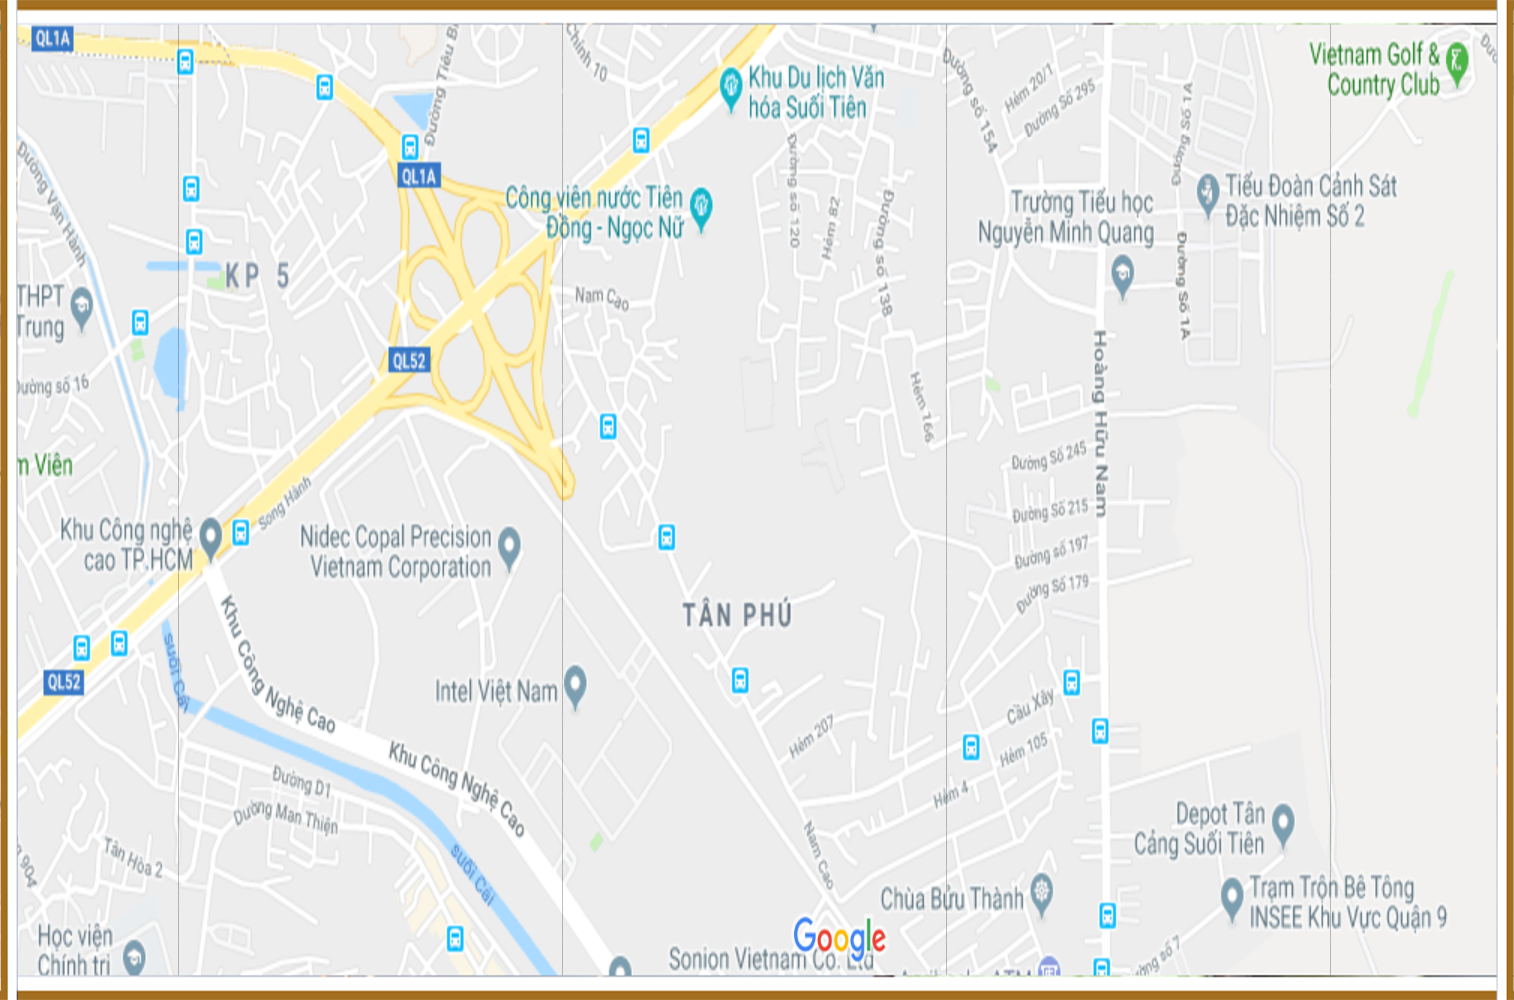 QL1A
Đường Tiêu B
Chính 10
Khu Du lịch Văn
hóa Suối Tiên
Đường số 154
Hẻm 20/1
Đường Số 295
Đường Số 1A
Vietnam Golf &
Country Club
Đườ
Đường Vận Hành
QL1A
Công viên nước Tiên
Đồng - Ngọc Nữ
Đường số 120
Hẻm 82
Đường số 138
Trường Tiểu học
Nguyễn Minh Quang
Tiểu Đoàn Cảnh Sát
Đặc Nhiệm Số 2
Đường Số 1A
KP 5
THPT
Trung
Nam Cao
QL52
Đường số 16
Hẻm 166
Hoàng Hữu Nam
m Viên
Đường Số 245
Song Hành
Đường Số 215
Khu Công nghệ
cao TP.HCM
Nidec Copal Precision
Vietnam Corporation
Đường số 197
Đường Số 179
TÂN PHÚ
Khu Công Nghệ Cao
suối Cái
QL52
Intel Việt Nam
Cầu Xây
Hẻm 207
Hẻm 105
Khu Công Nghệ Cao
Đường D1
Hẻm 4
Đường Man Thiện
Depot Tân
Cảng Suối Tiên
Tân Hòa 2
904
suối Cái
Nam Cao
Chùa Bửu Thành
Trạm Trộn Bê Tông
INSEE Khu Vực Quận 9
Học viện
Chính trị
Google
Sonion Vietnam Co. Ltd
ATM
ờng số 7